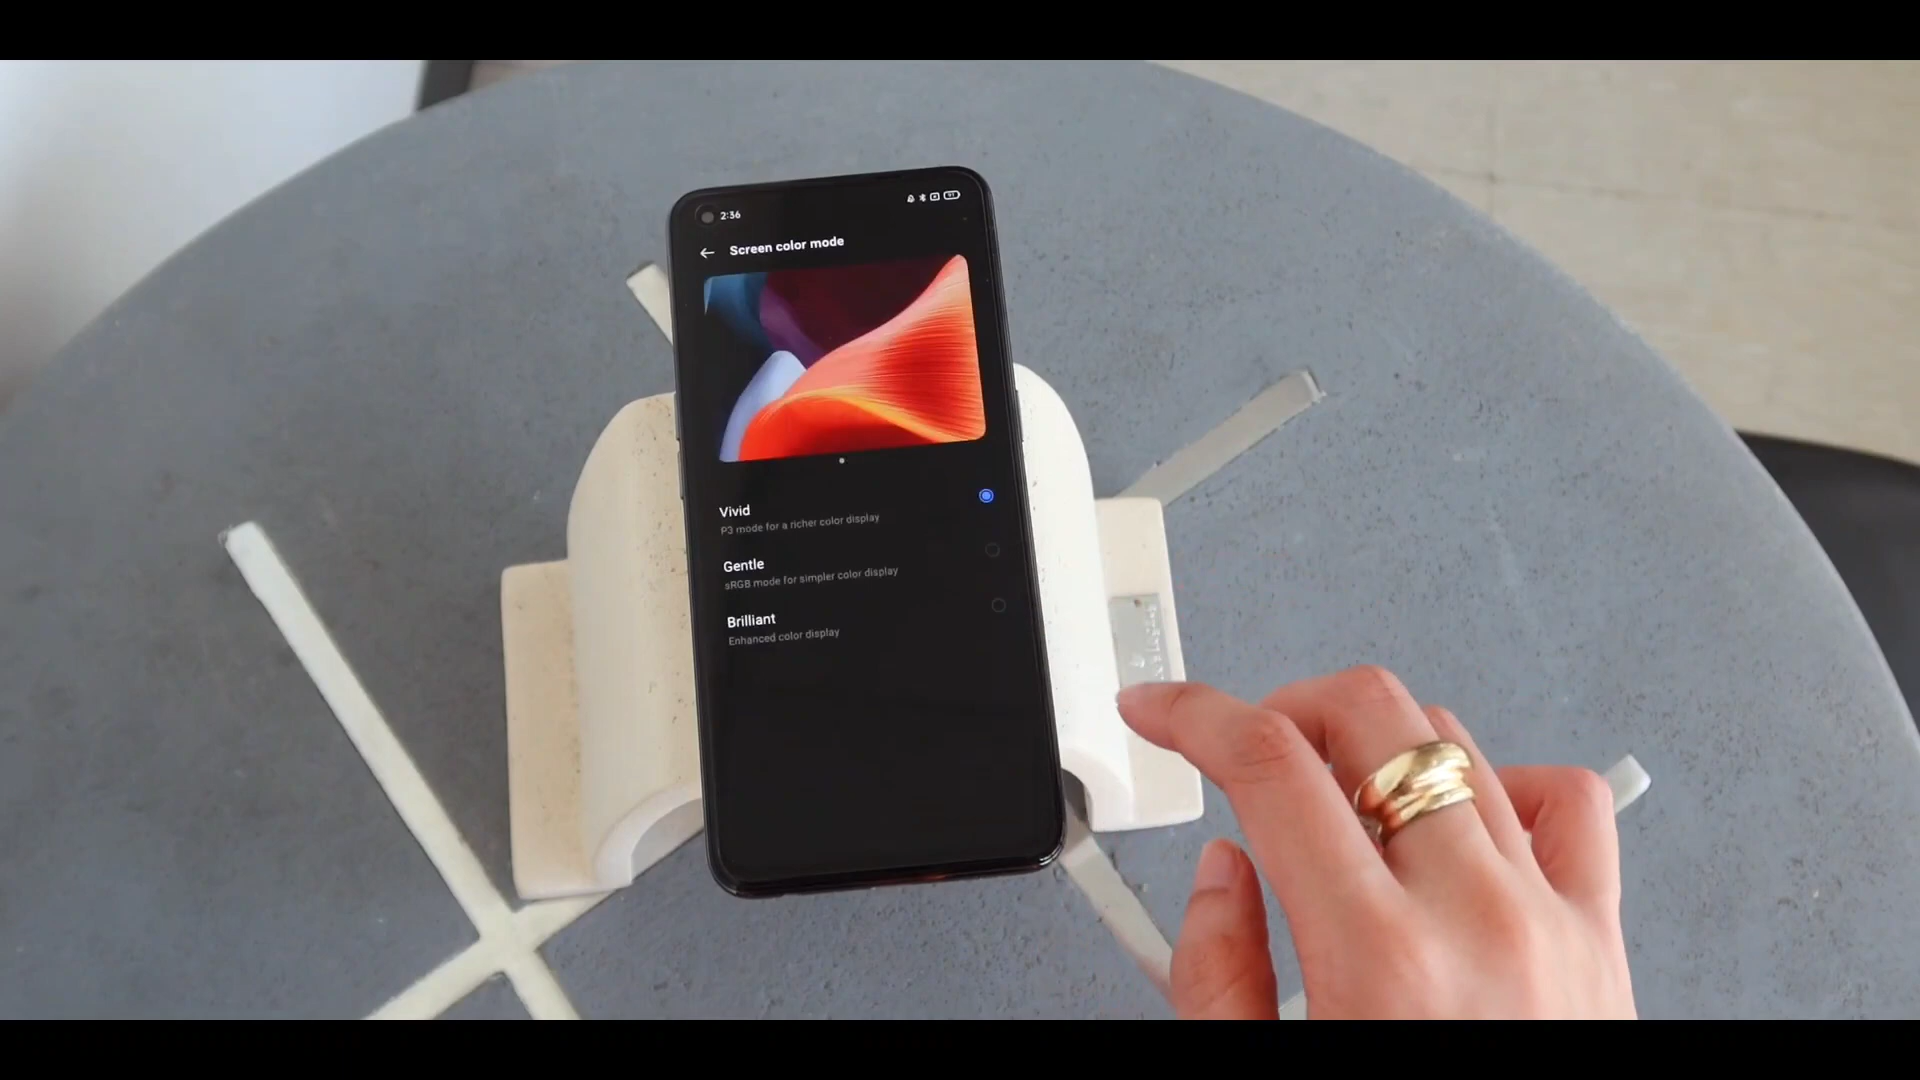 2:36
Screen color mode
Vivid
P3 mode for a richer color display
Gentle
sRGB mode for simpler color display
Brilliant
Enhanced color display